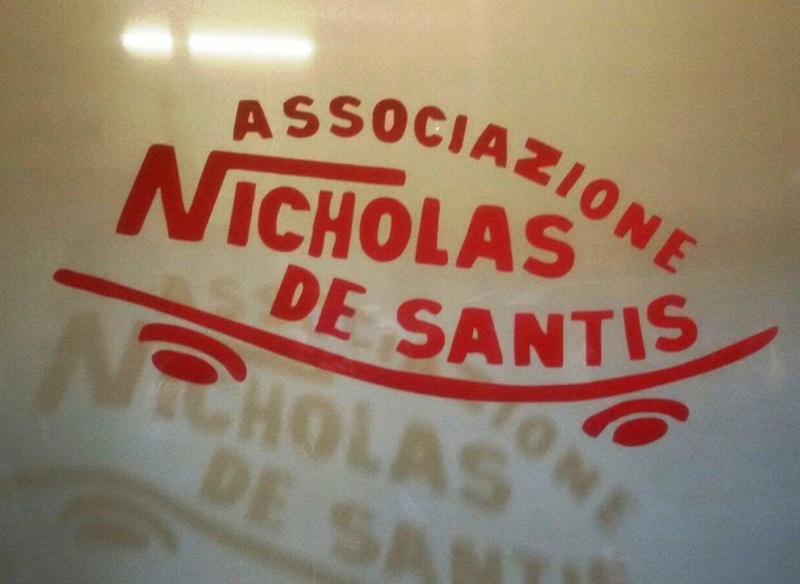 ASSOCIAZIONE
NICHOLAS
DE SANTIS